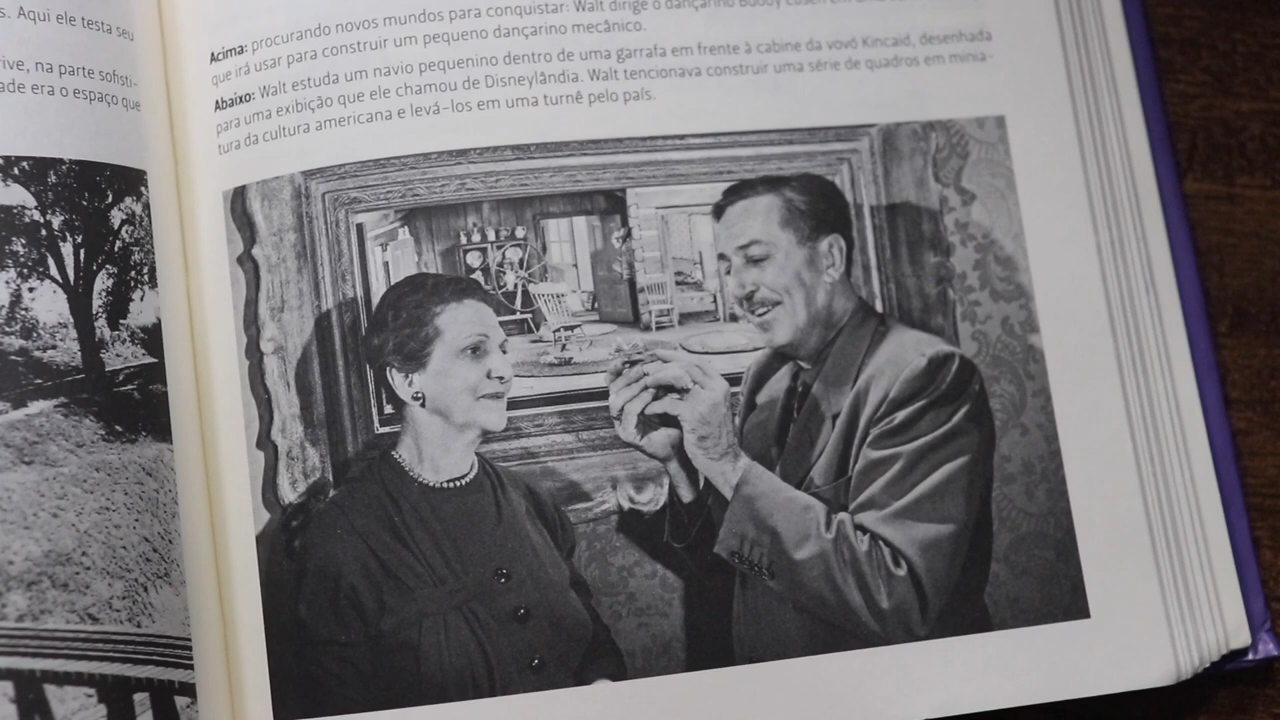 s. Aqui ele testa seu
rive, na parte sofisti-
ade era o espaço que
Acima: procurando novos mundos para conquistar: Walt dirige o dançarino Buddy
que irá usar para construir um pequeno dançarino mecânico.
Abaixo: Walt estuda um navio pequenino dentro de uma garrafa em frente à cabine da vovó Kincaid, desenhada
para uma exibição que ele chamou de Disneylândia. Walt tencionava construir uma série de quadros em minia-
tura da cultura americana e levá-los em uma turnê pelo país.